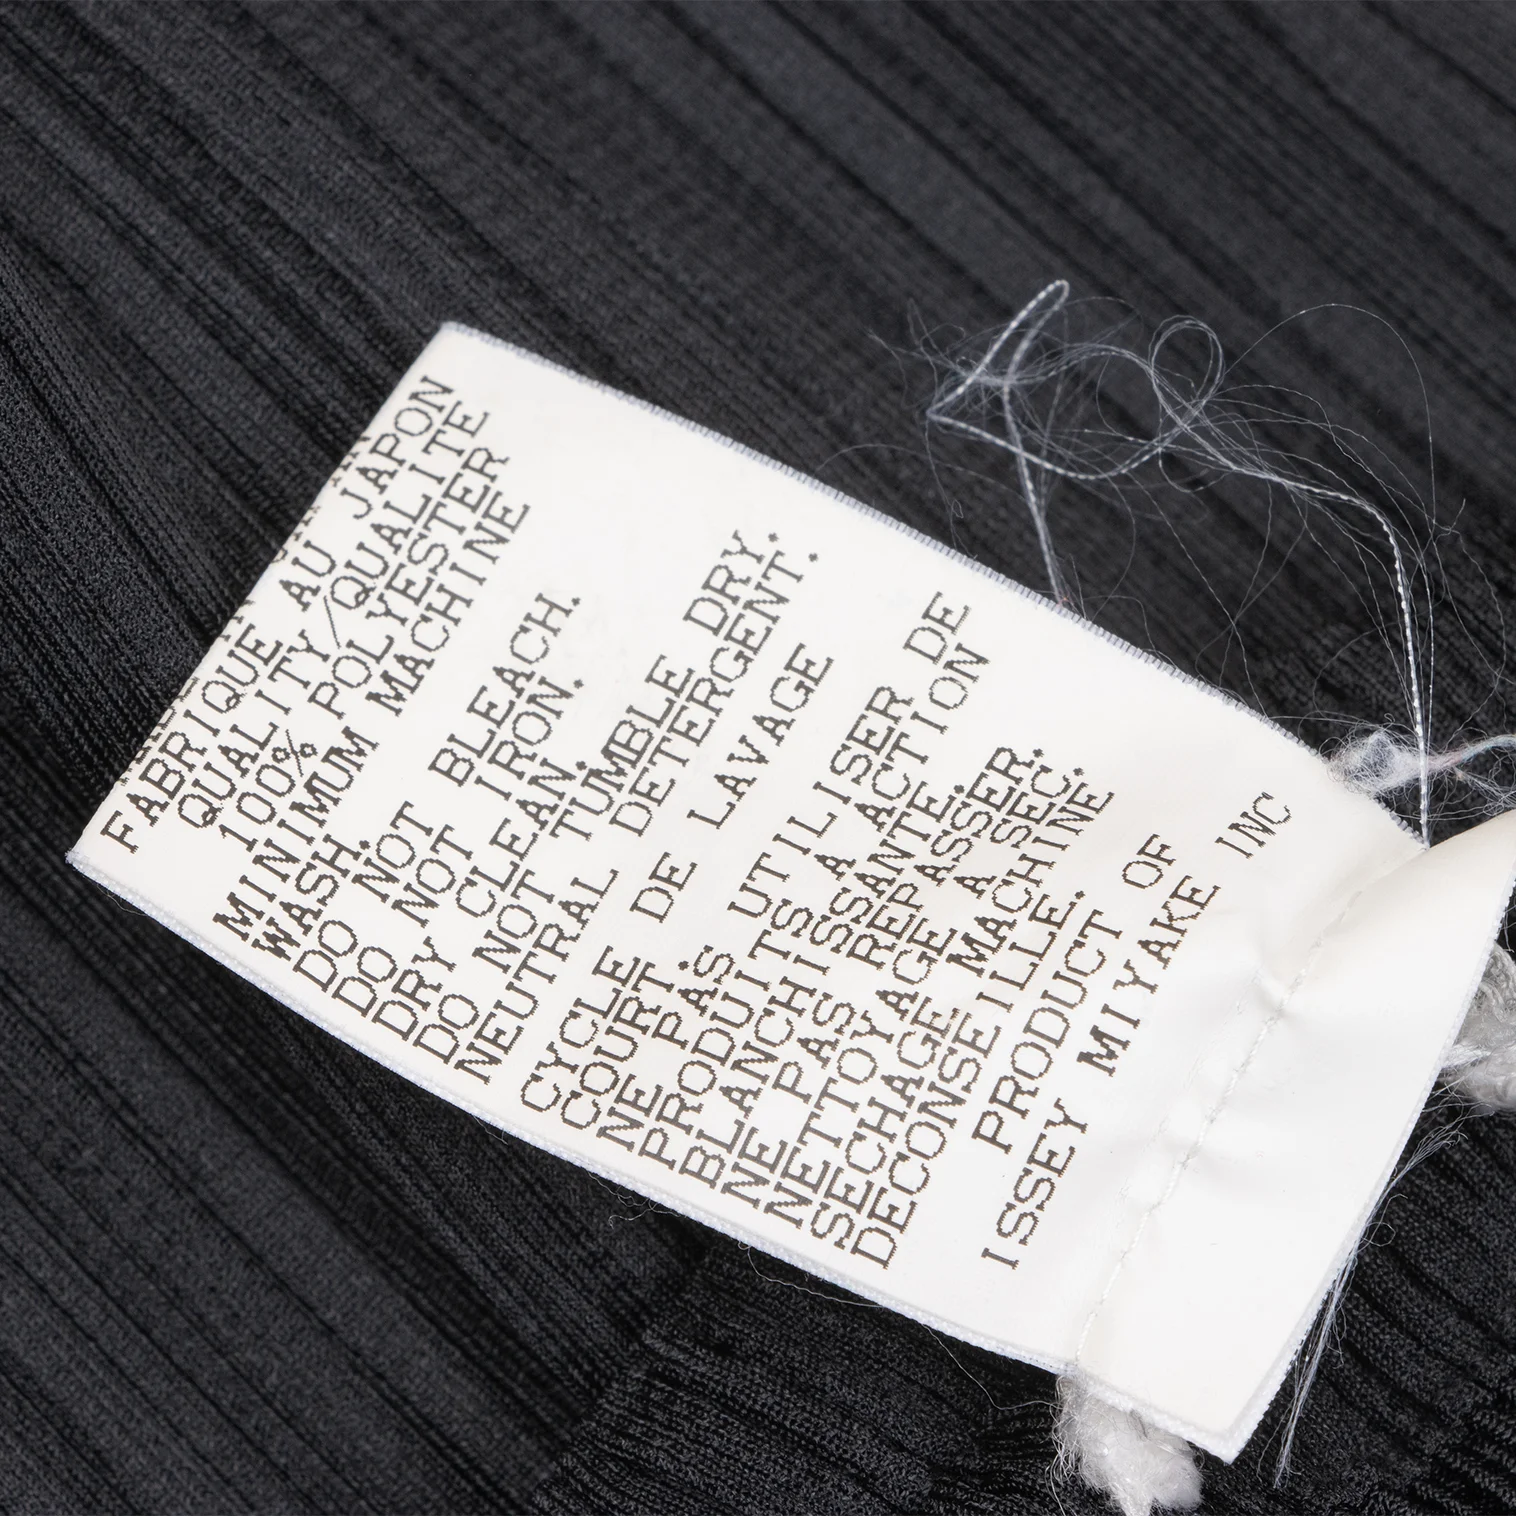 FABRIQUE AU JAPON
QUALITY/QUALITE
100% POLYESTER
MINIMUM MACHINE
WASH.
DO NOT BLEACH.
DO NOT IRON.
DRY CLEAN.
DO NOT TUMBLE DRY.
NEUTRAL DETERGENT.
CYCLE DE LAVAGE
COURT.
NE PAS UTILISER DE
PRODUITS A ACTION
BLANCHISSANTE.
NE PAS REPASSER.
NETTOYAGE A SEC.
SECHAGE MACHINE
DECONSEILLE.
PRODUCT OF
ISSEY MIYAKE INC